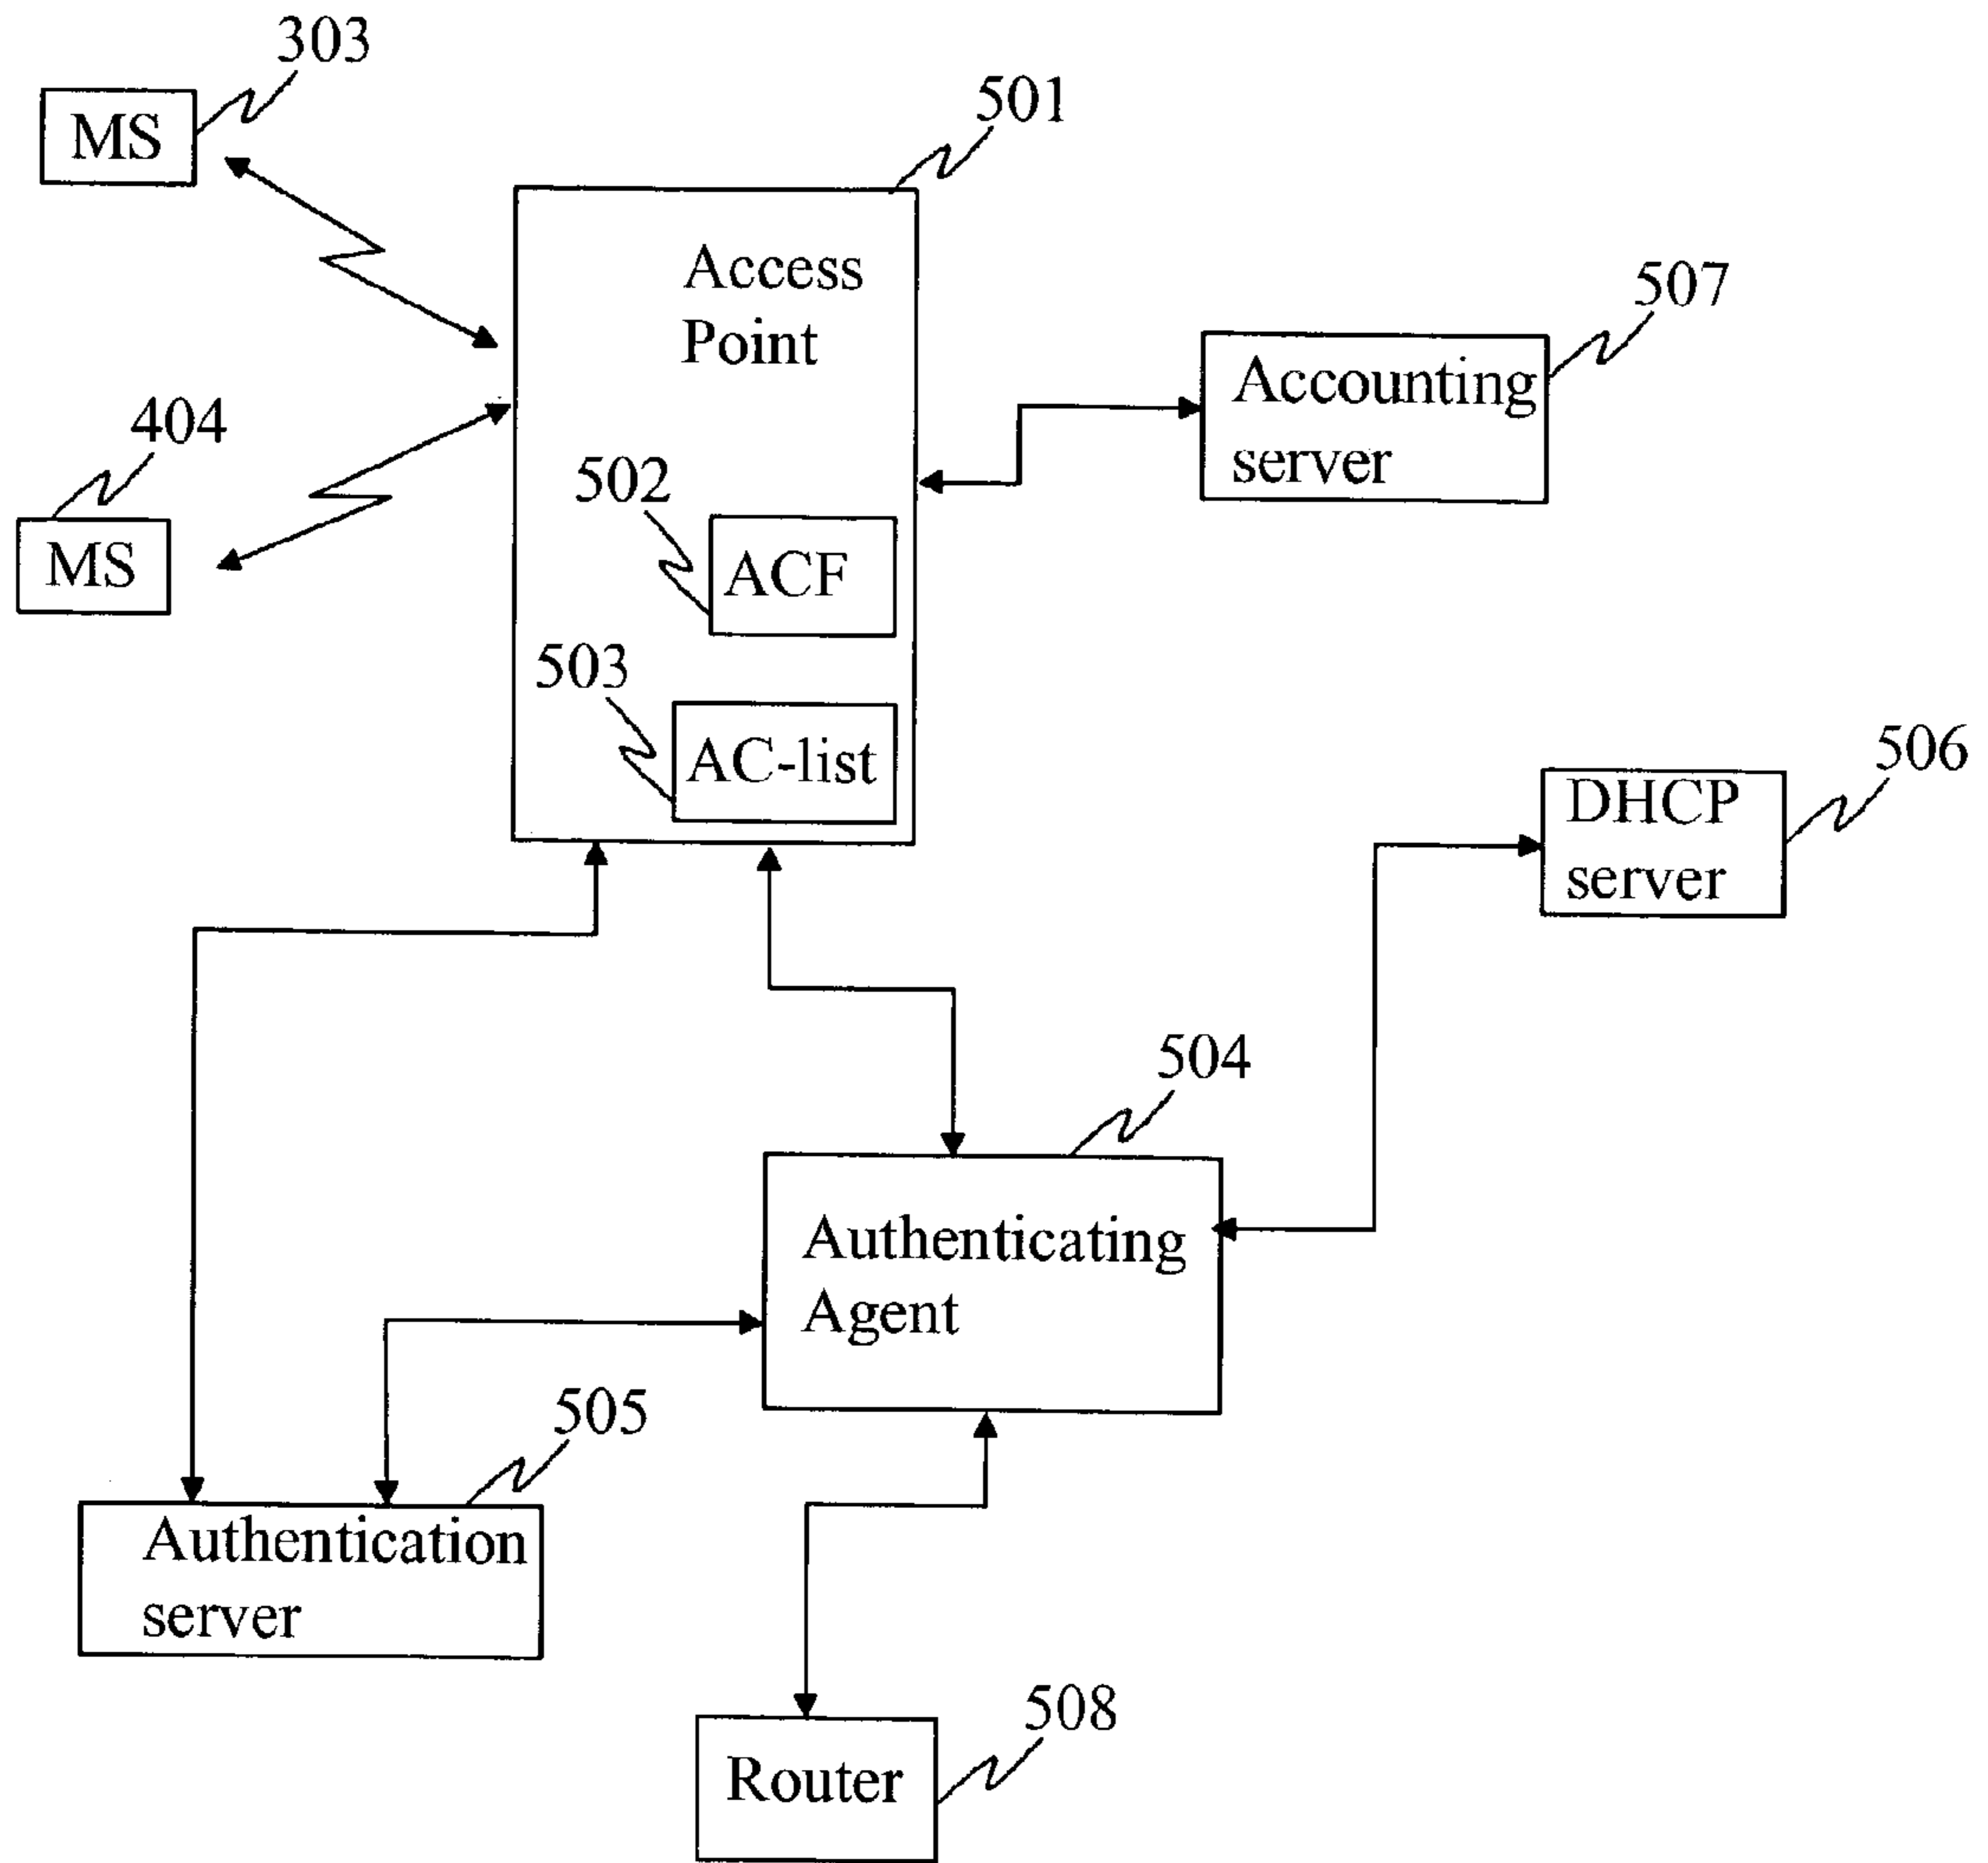 303
MS
501
Access
Point
507
Accounting
server
404
MS
502
ACF
503
AC-list
506
DHCP
server
504
Authenticating
Agent
505
Authentication
server
508
Router